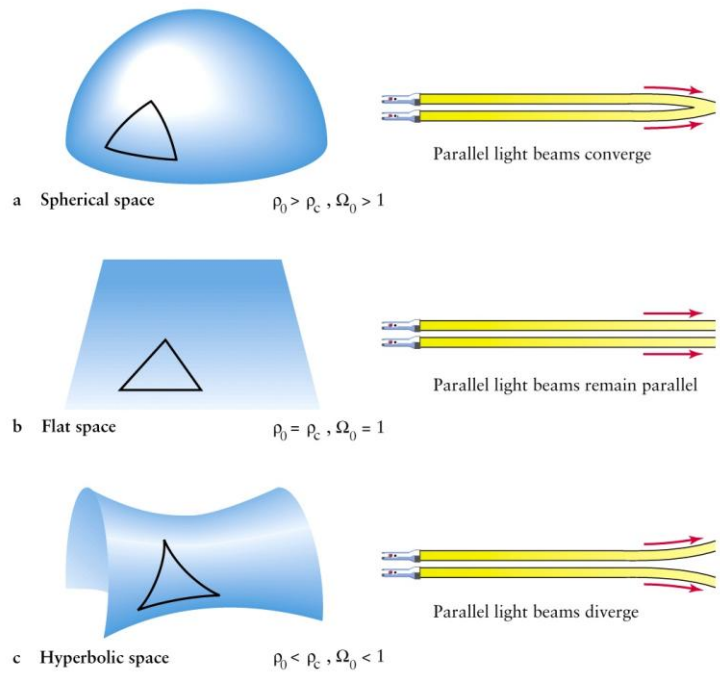 Parallel light beams converge
a Spherical space ρ₀ > ρc , Ω₀ > 1
Parallel light beams remain parallel
b Flat space ρ₀ = ρc , Ω₀ = 1
Parallel light beams diverge
c Hyperbolic space ρ₀ < ρc , Ω₀ < 1